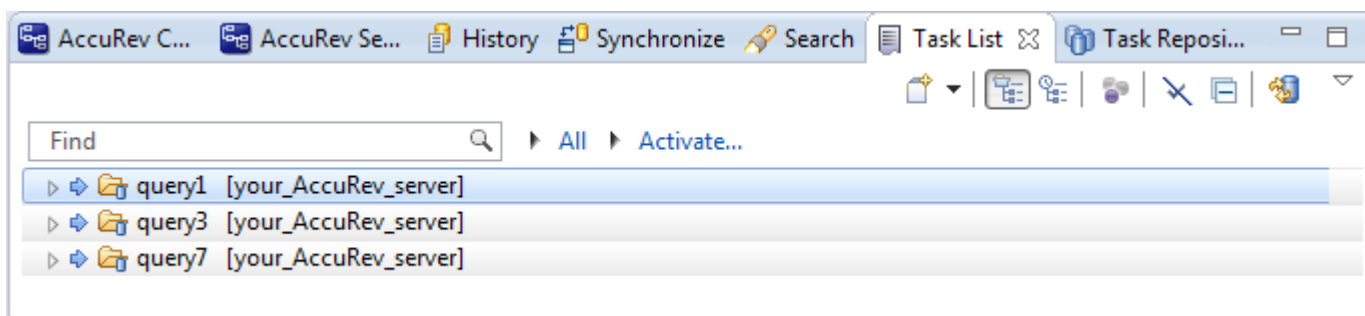 AccuRev C... AccuRev Se... History Synchronize Search Task List Task Reposi...
Find All Activate...
query1 [your_AccuRev_server]
query3 [your_AccuRev_server]
query7 [your_AccuRev_server]